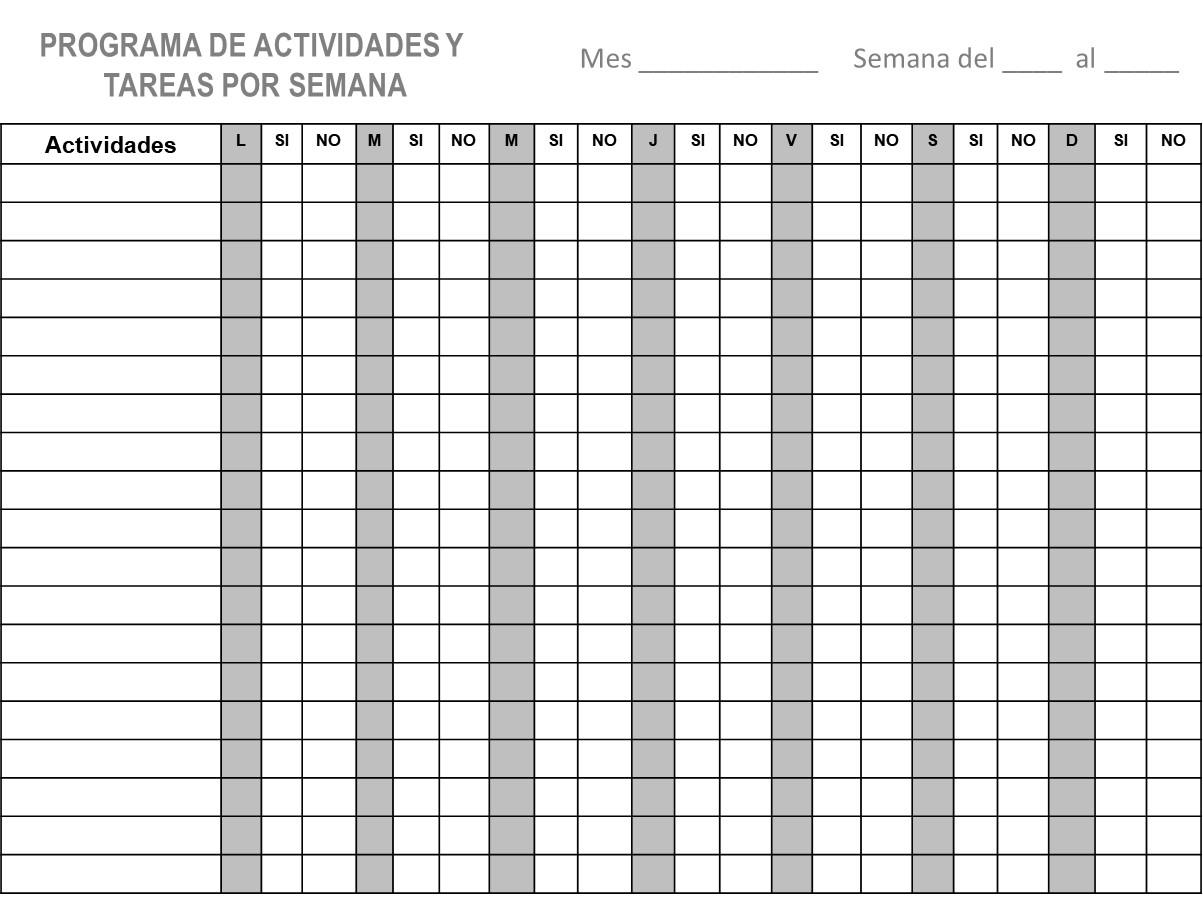 PROGRAMA DE ACTIVIDADES Y
TAREAS POR SEMANA
Mes ____________ Semana del ____ al _____
Actividades L SI NO M SI NO M SI NO J SI NO V SI NO S SI NO D SI NO